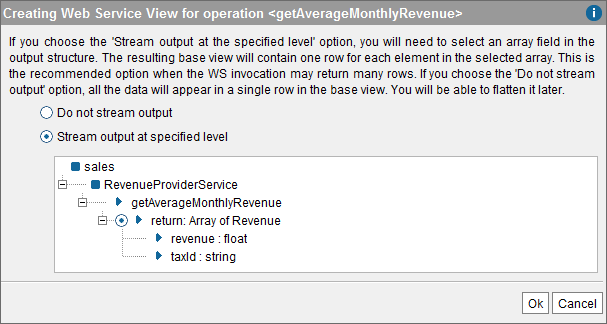 Creating Web Service View for operation <getAverageMonthlyRevenue>
If you choose the 'Stream output at the specified level' option, you will need to select an array field in the
output structure. The resulting base view will contain one row for each element in the selected array. This is
the recommended option when the WS invocation may return many rows. If you choose the 'Do not stream
output' option, all the data will appear in a single row in the base view. You will be able to flatten it later.
Do not stream output
Stream output at specified level
sales
RevenueProviderService
getAverageMonthlyRevenue
return: Array of Revenue
revenue : float
taxId : string
Ok Cancel